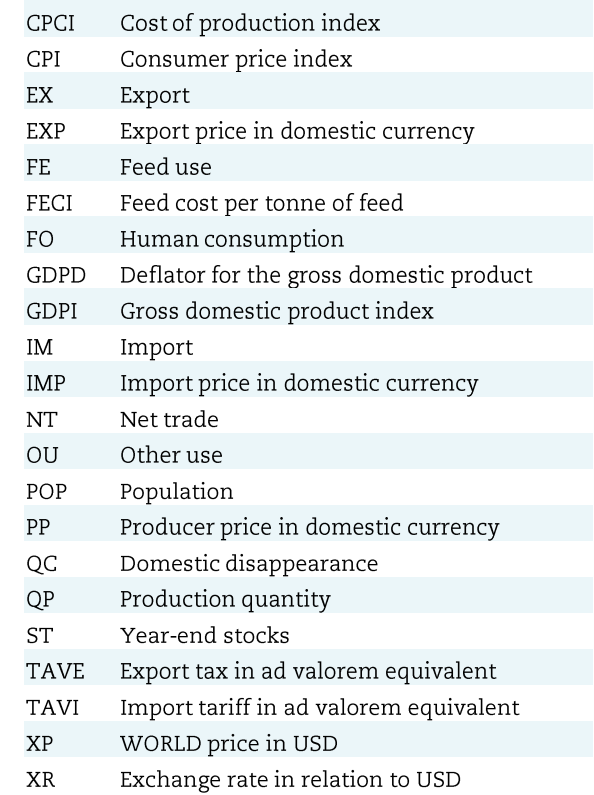 CPCI Cost of production index
CPI Consumer price index
EX Export
EXP Export price in domestic currency
FE Feed use
FECI Feed cost per tonne of feed
FO Human consumption
GDPD Deflator for the gross domestic product
GDPI Gross domestic product index
IM Import
IMP Import price in domestic currency
NT Net trade
OU Other use
POP Population
PP Producer price in domestic currency
QC Domestic disappearance
QP Production quantity
ST Year-end stocks
TAVE Export tax in ad valorem equivalent
TAVI Import tariff in ad valorem equivalent
XP WORLD price in USD
XR Exchange rate in relation to USD